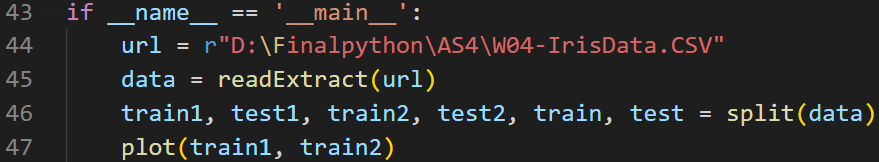 43 if __name__ == '__main__':
44     url = r"D:\Finalpython\AS4\W04-IrisData.CSV"
45     data = readExtract(url)
46     train1, test1, train2, test2, train, test = split(data)
47     plot(train1, train2)